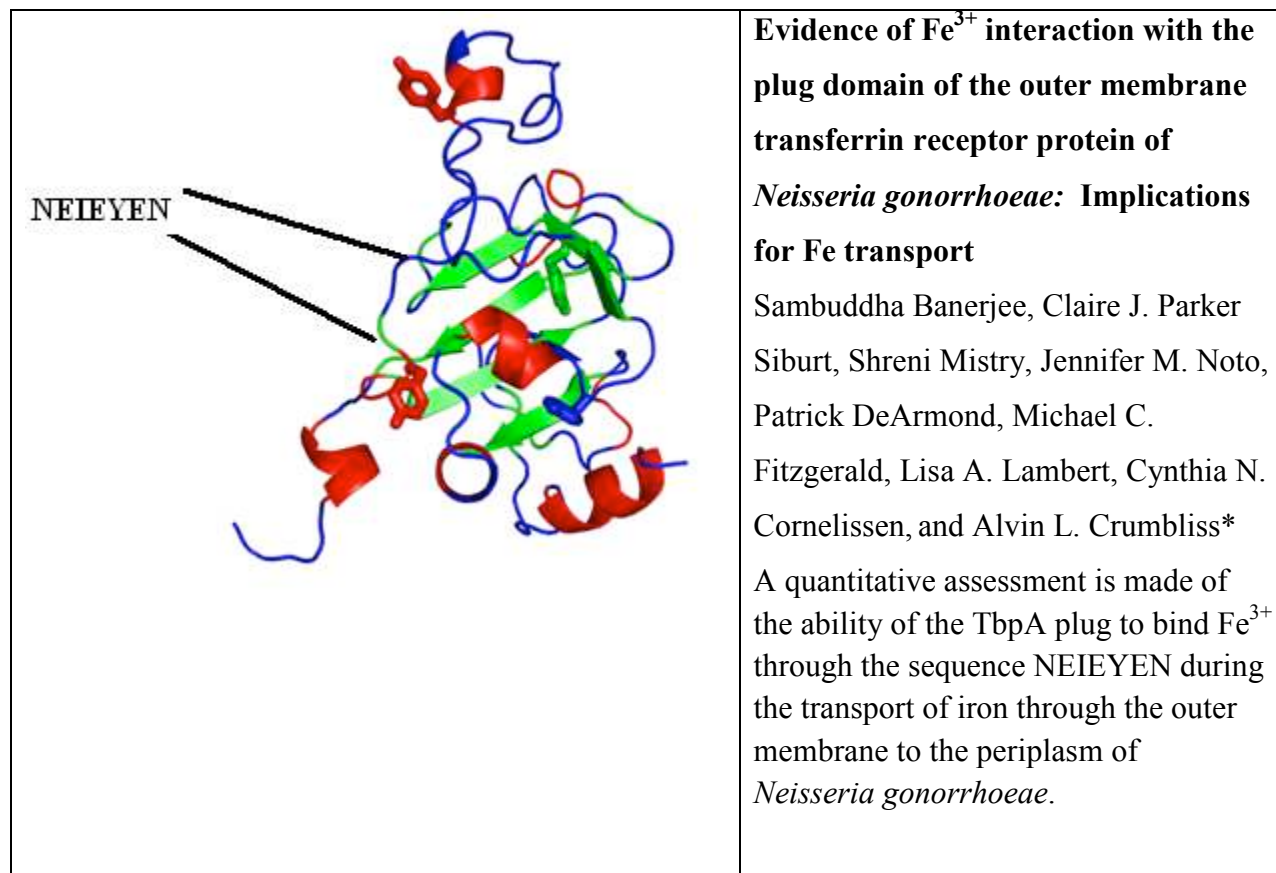 NEIEYEN
Evidence of Fe3+ interaction with the
plug domain of the outer membrane
transferrin receptor protein of
Neisseria gonorrhoeae: Implications
for Fe transport
Sambuddha Banerjee, Claire J. Parker
Siburt, Shreni Mistry, Jennifer M. Noto,
Patrick DeArmond, Michael C.
Fitzgerald, Lisa A. Lambert, Cynthia N.
Cornelissen, and Alvin L. Crumbliss*
A quantitative assessment is made of
the ability of the TbpA plug to bind Fe3+
through the sequence NEIEYEN during
the transport of iron through the outer
membrane to the periplasm of
Neisseria gonorrhoeae.